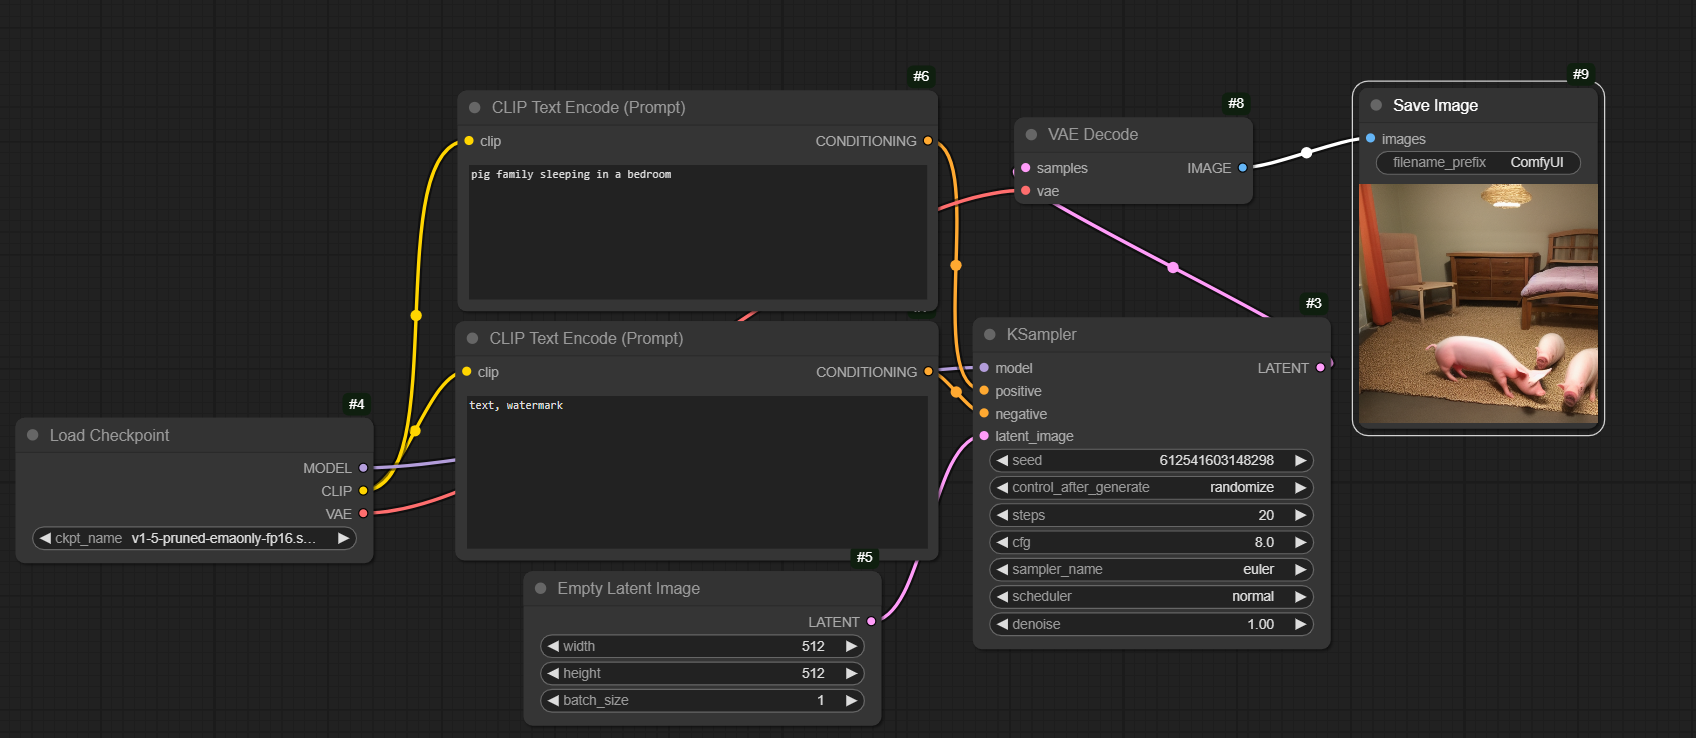 #6
CLIP Text Encode (Prompt)
clip CONDITIONING
pig family sleeping in a bedroom
CLIP Text Encode (Prompt)
clip CONDITIONING
text, watermark
#4
Load Checkpoint
MODEL
CLIP
VAE
ckpt_name v1-5-pruned-emaonly-fp16.s...
#5
Empty Latent Image
LATENT
width 512
height 512
batch_size 1
#8
VAE Decode
samples IMAGE
vae
#3
KSampler
model LATENT
positive
negative
latent_image
seed 612541603148298
control_after_generate randomize
steps 20
cfg 8.0
sampler_name euler
scheduler normal
denoise 1.00
#9
Save Image
images
filename_prefix ComfyUI